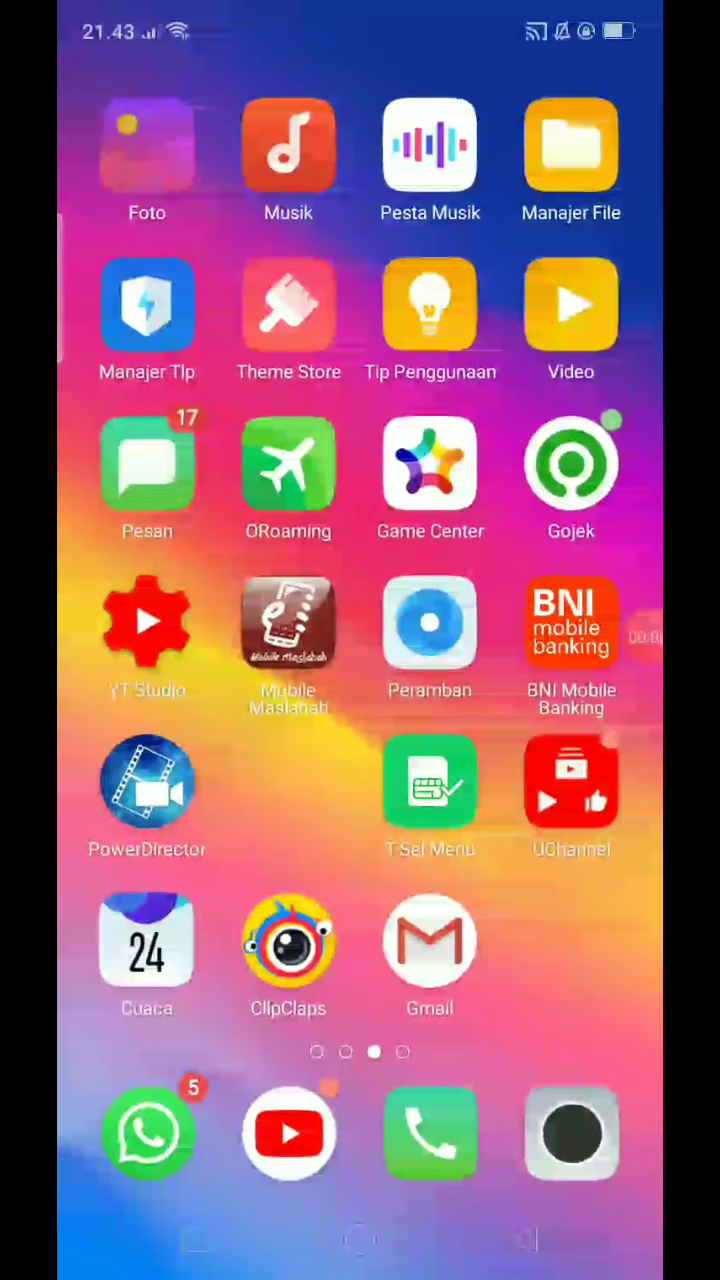 21.43
Foto
Musik
Pesta Musik
Manajer File
Manajer Tlp
Theme Store
Tip Penggunaan
Video
17
Pesan
ORoaming
Game Center
Gojek
BNI
mobile
banking
Mobile Maslahah
YT Studio
Mobile
Maslahah
Peramban
BNI Mobile
Banking
PowerDirector
T-Sel Menu
UChannel
24
Cuaca
ClipClaps
Gmail
5